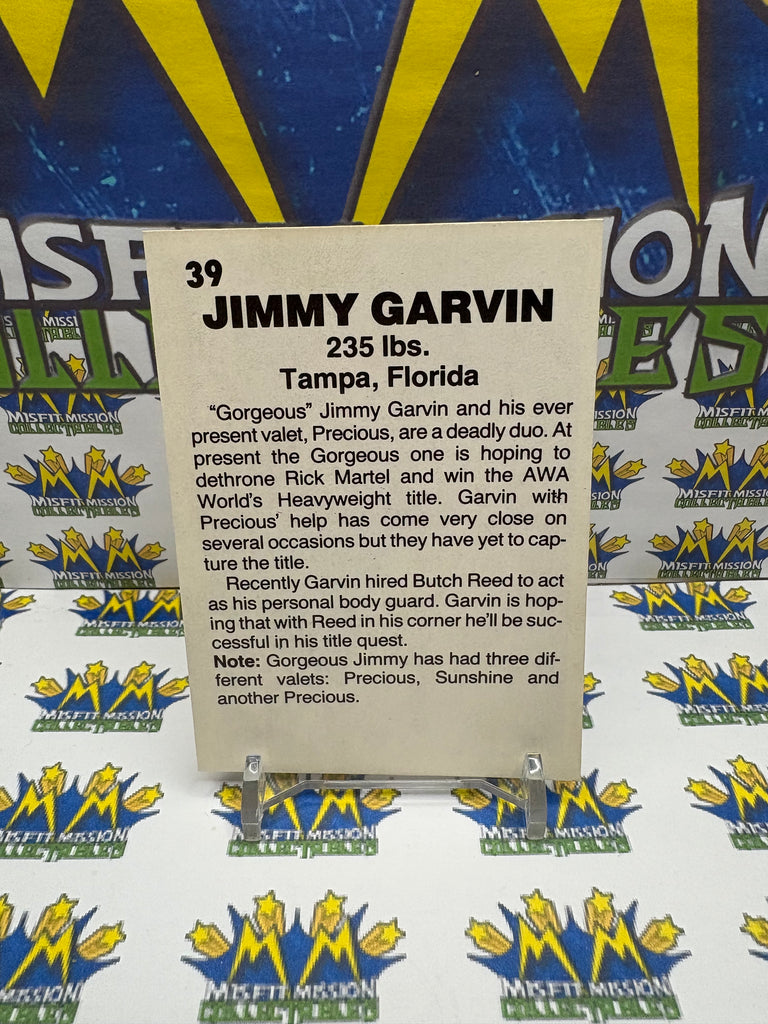 39
JIMMY GARVIN
235 lbs.
Tampa, Florida
"Gorgeous" Jimmy Garvin and his ever
present valet, Precious, are a deadly duo. At
present the Gorgeous one is hoping to
dethrone Rick Martel and win the AWA
World's Heavyweight title. Garvin with
Precious' help has come very close on
several occasions but they have yet to cap-
ture the title.
Recently Garvin hired Butch Reed to act
as his personal body guard. Garvin is hop-
ing that with Reed in his corner he'll be suc-
cessful in his title quest.
Note: Gorgeous Jimmy has had three dif-
ferent valets: Precious, Sunshine and
another Precious.
MISFIT MISSION
COLLECTIBLES